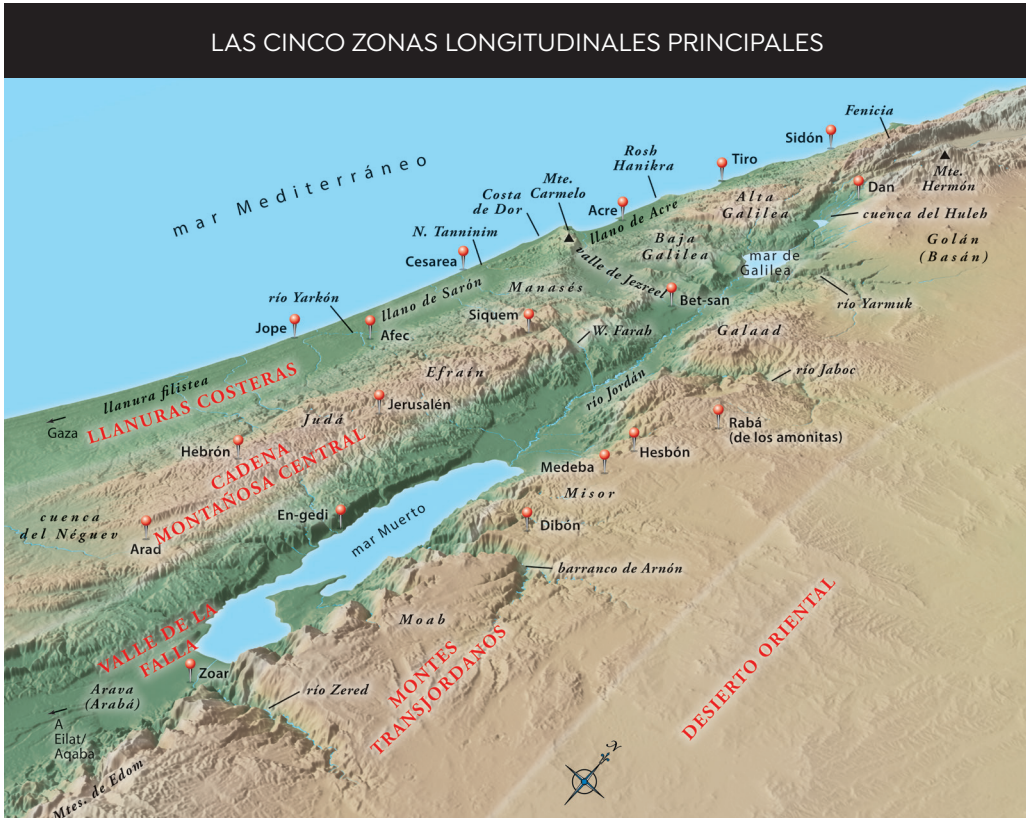 LAS CINCO ZONAS LONGITUDINALES PRINCIPALES
Fenicia
Sidón
Mte.
Hermón
Rosh
Hanikra
Tiro
Dan
Mte.
Carmelo
Acre
llano de Acre
Alta
Galilea
cuenca del Huleh
mar Mediterráneo
Costa
de Dor
N. Tanninim
Baja
Galilea
Golán
(Basán)
Cesarea
valle de Jezreel
mar de
Galilea
llano de Sarón
Manasés
Bet-san
río Yarmuk
río Yarkón
Jope
Afec
Siquem
W. Farah
Galaad
llanura filistea
LLANURAS COSTERAS
Efraín
río Jordán
río Jaboc
Gaza
Judá
Jerusalén
Rabá
(de los amonitas)
Hebrón
CADENA
MONTAÑOSA CENTRAL
Hesbón
Medeba
Misor
cuenca
del Néguev
Arad
En-gedi
mar Muerto
Dibón
barranco de Arnón
VALLE DE LA
FALLA
Moab
MONTES
TRANSJORDANOS
DESIERTO ORIENTAL
Zoar
Arava
(Arabá)
río Zered
A
Eilat/
Aqaba
Mtes. de Edom
N